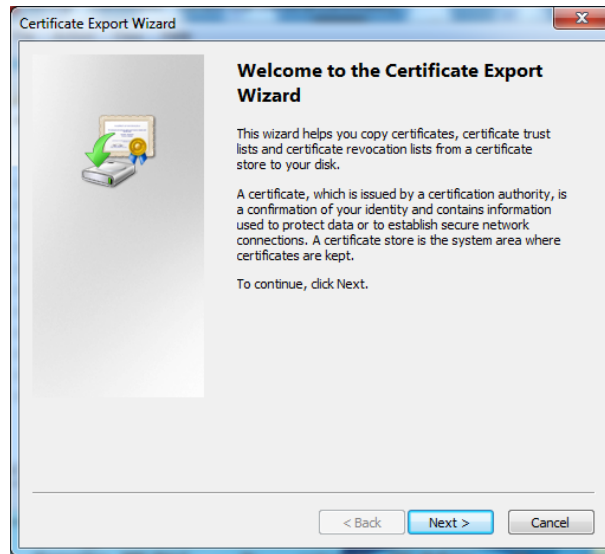 Certificate Export Wizard
Welcome to the Certificate Export
Wizard
This wizard helps you copy certificates, certificate trust
lists and certificate revocation lists from a certificate
store to your disk.
A certificate, which is issued by a certification authority, is
a confirmation of your identity and contains information
used to protect data or to establish secure network
connections. A certificate store is the system area where
certificates are kept.
To continue, click Next.
< Back
Next >
Cancel